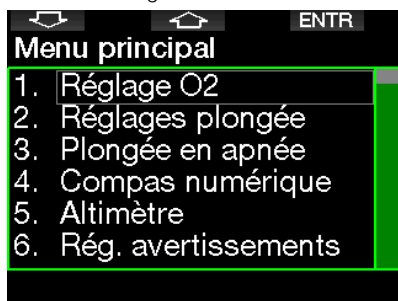 ENTR
Menu principal
1. Réglage O2
2. Réglages plongée
3. Plongée en apnée
4. Compas numérique
5. Altimètre
6. Rég. avertissements